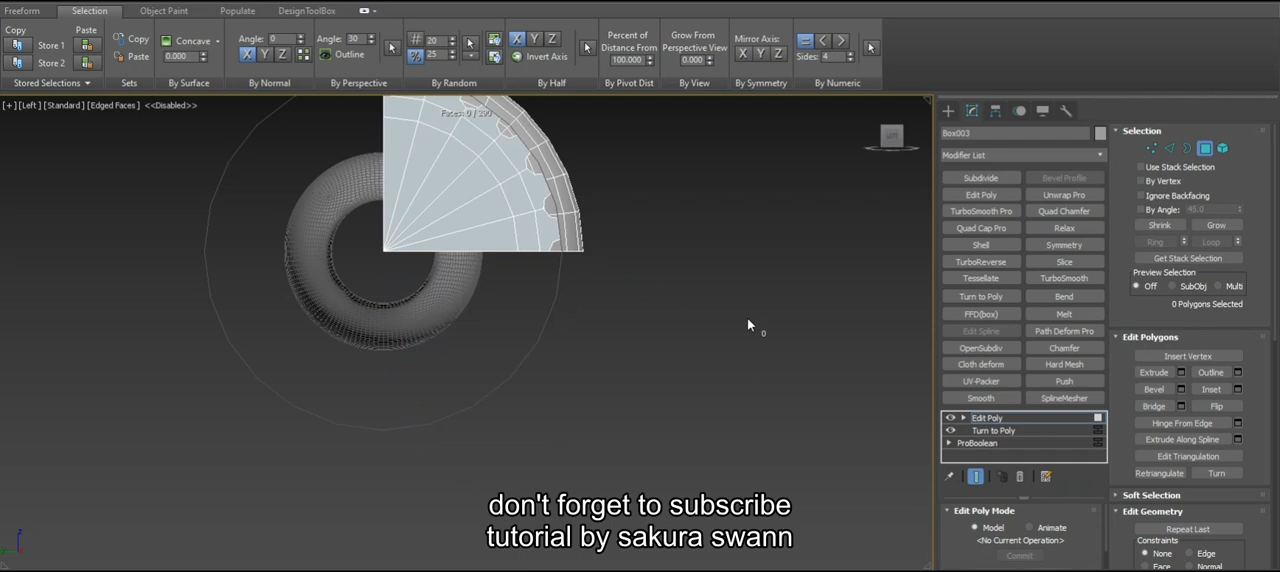 Freeform Selection Object Paint Populate DesignToolBox
Copy Paste
Store 1
Store 2
Stored Selections
Copy
Paste
Sets
Concave
0.000
By Surface
Angle: 0
X Y Z
By Normal
Angle: 30
Outline
By Perspective
# 20
% 25
By Random
X Y Z
Invert Axis
By Half
Percent of
Distance From
100.000
By Pivot Dist
Grow From
Perspective View
0.000
By View
Mirror Axis:
X Y Z
By Symmetry
= < >
Sides: 4
By Numeric
[+] [Left] [Standard] [Edged Faces] <<Disabled>>
Faces: 0 / 290
LEFT
0
z
y
don't forget to subscribe
tutorial by sakura swann
Box003
Modifier List
Subdivide Bevel Profile
Edit Poly Unwrap Pro
TurboSmooth Pro Quad Chamfer
Quad Cap Pro Relax
Shell Symmetry
TurboReverse Slice
Tessellate TurboSmooth
Turn to Poly Bend
FFD(box) Melt
Edit Spline Path Deform Pro
OpenSubdiv Chamfer
Cloth deform Hard Mesh
UV-Packer Push
Smooth SplineMesher
Edit Poly
Turn to Poly
ProBoolean
Edit Poly Mode
Model Animate
<No Current Operation>
Commit
Selection
Use Stack Selection
By Vertex
Ignore Backfacing
By Angle: 45.0
Shrink Grow
Ring Loop
Get Stack Selection
Preview Selection
Off SubObj Multi
0 Polygons Selected
Edit Polygons
Insert Vertex
Extrude Outline
Bevel Inset
Bridge Flip
Hinge From Edge
Extrude Along Spline
Edit Triangulation
Retriangulate Turn
Soft Selection
Edit Geometry
Repeat Last
Constraints
None Edge
Face Normal